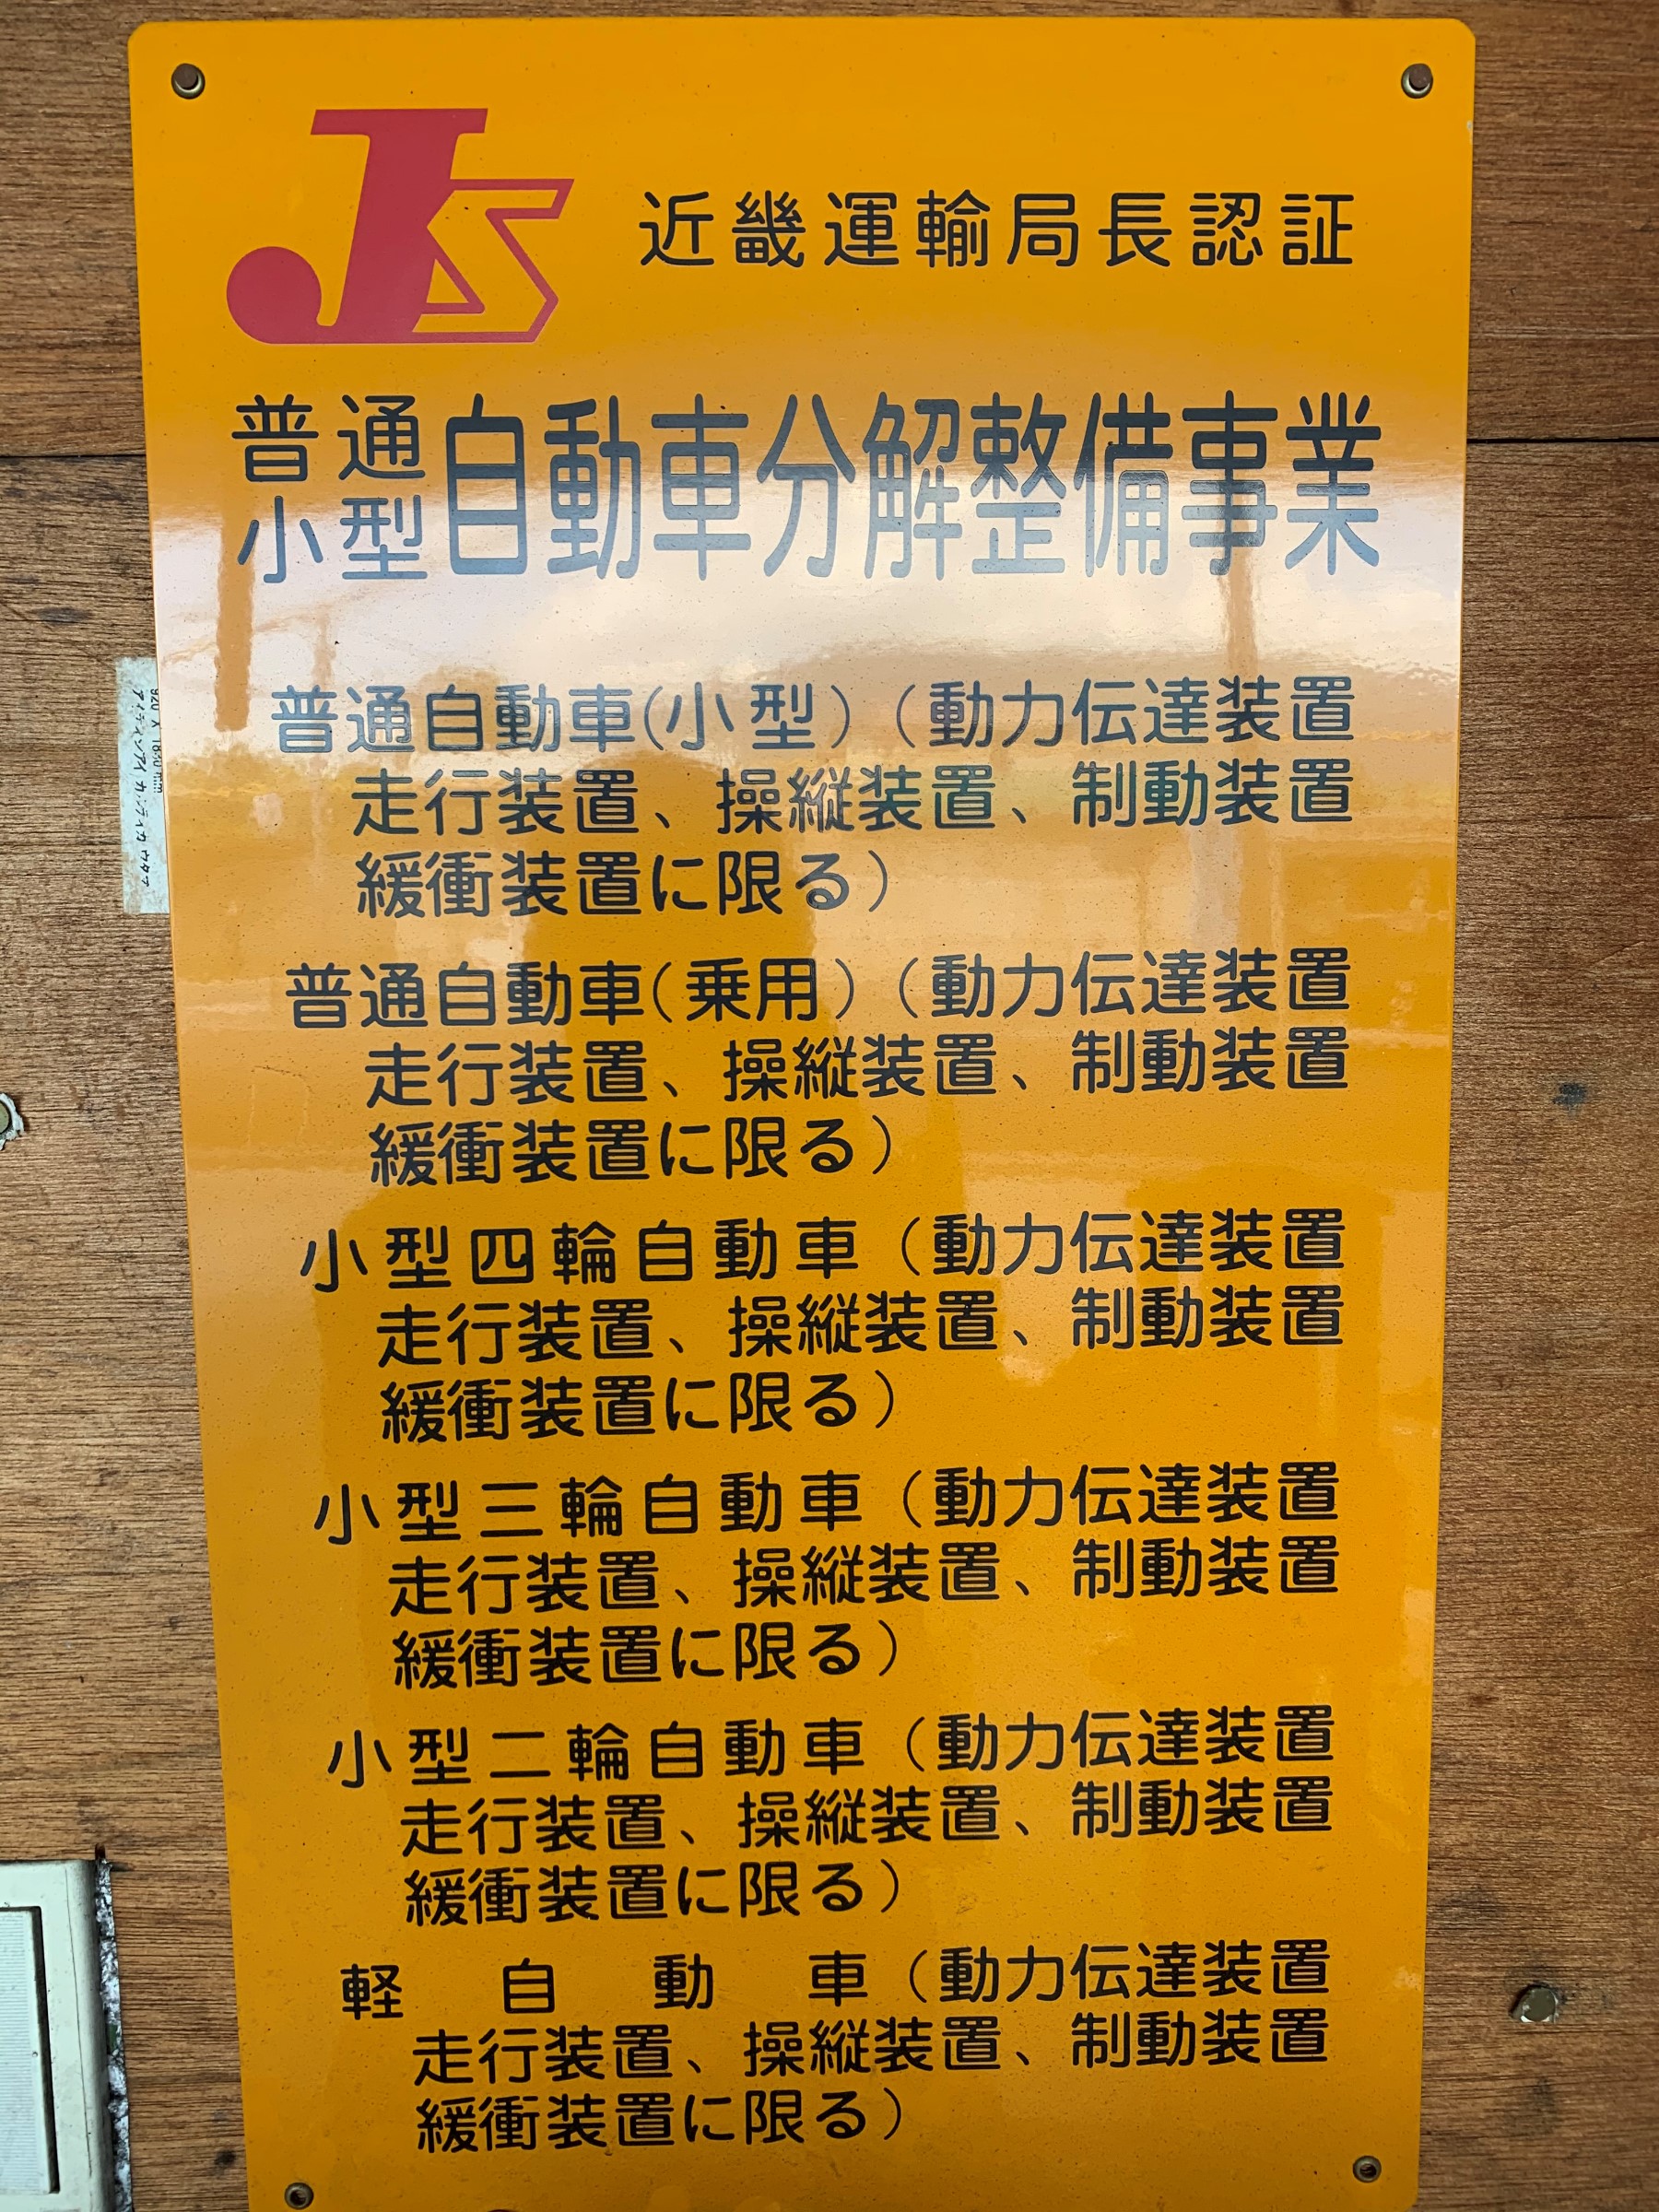 JS 近畿運輸局長認証
普通
小型 自動車分解整備事業
普通自動車(小型)(動力伝達装置
走行装置、操縦装置、制動装置
緩衝装置に限る)
普通自動車(乗用)(動力伝達装置
走行装置、操縦装置、制動装置
緩衝装置に限る)
小型四輪自動車(動力伝達装置
走行装置、操縦装置、制動装置
緩衝装置に限る)
小型三輪自動車(動力伝達装置
走行装置、操縦装置、制動装置
緩衝装置に限る)
小型二輪自動車(動力伝達装置
走行装置、操縦装置、制動装置
緩衝装置に限る)
軽自動車(動力伝達装置
走行装置、操縦装置、制動装置
緩衝装置に限る)